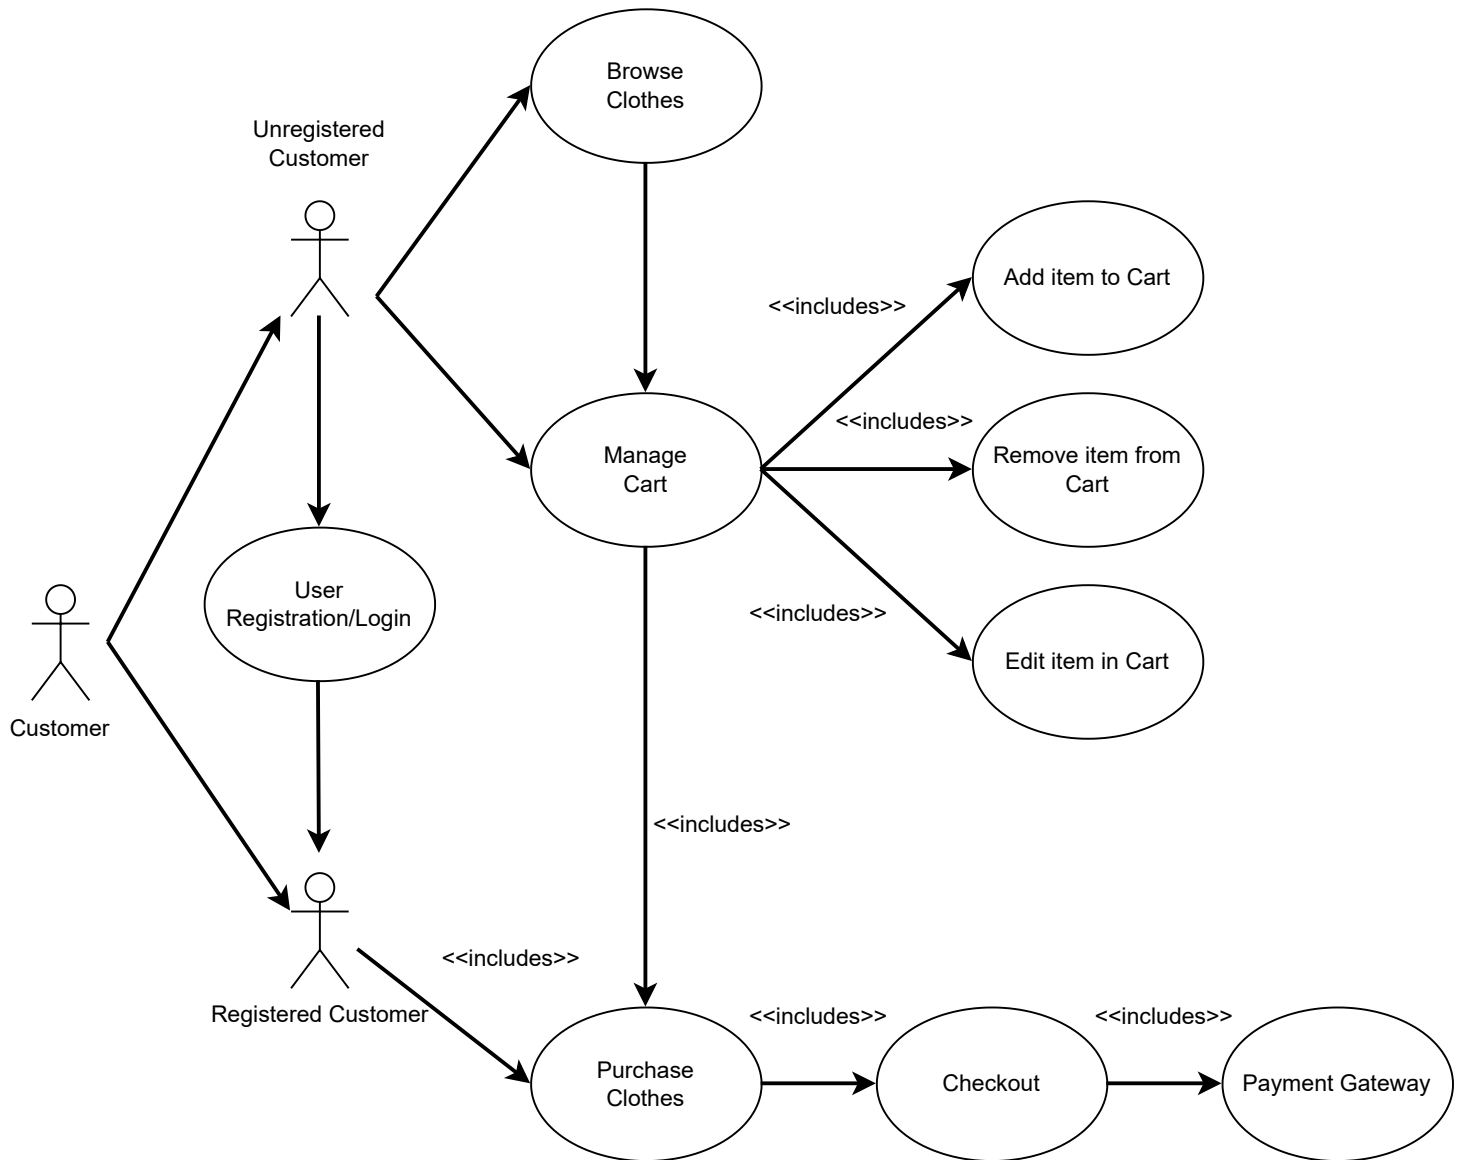 Browse
Clothes
Unregistered
Customer
Add item to Cart
<<includes>>
<<includes>>
Manage
Cart
Remove item from
Cart
User
Registration/Login
<<includes>>
Edit item in Cart
Customer
<<includes>>
<<includes>>
Registered Customer
<<includes>>
<<includes>>
Purchase
Clothes
Checkout
Payment Gateway